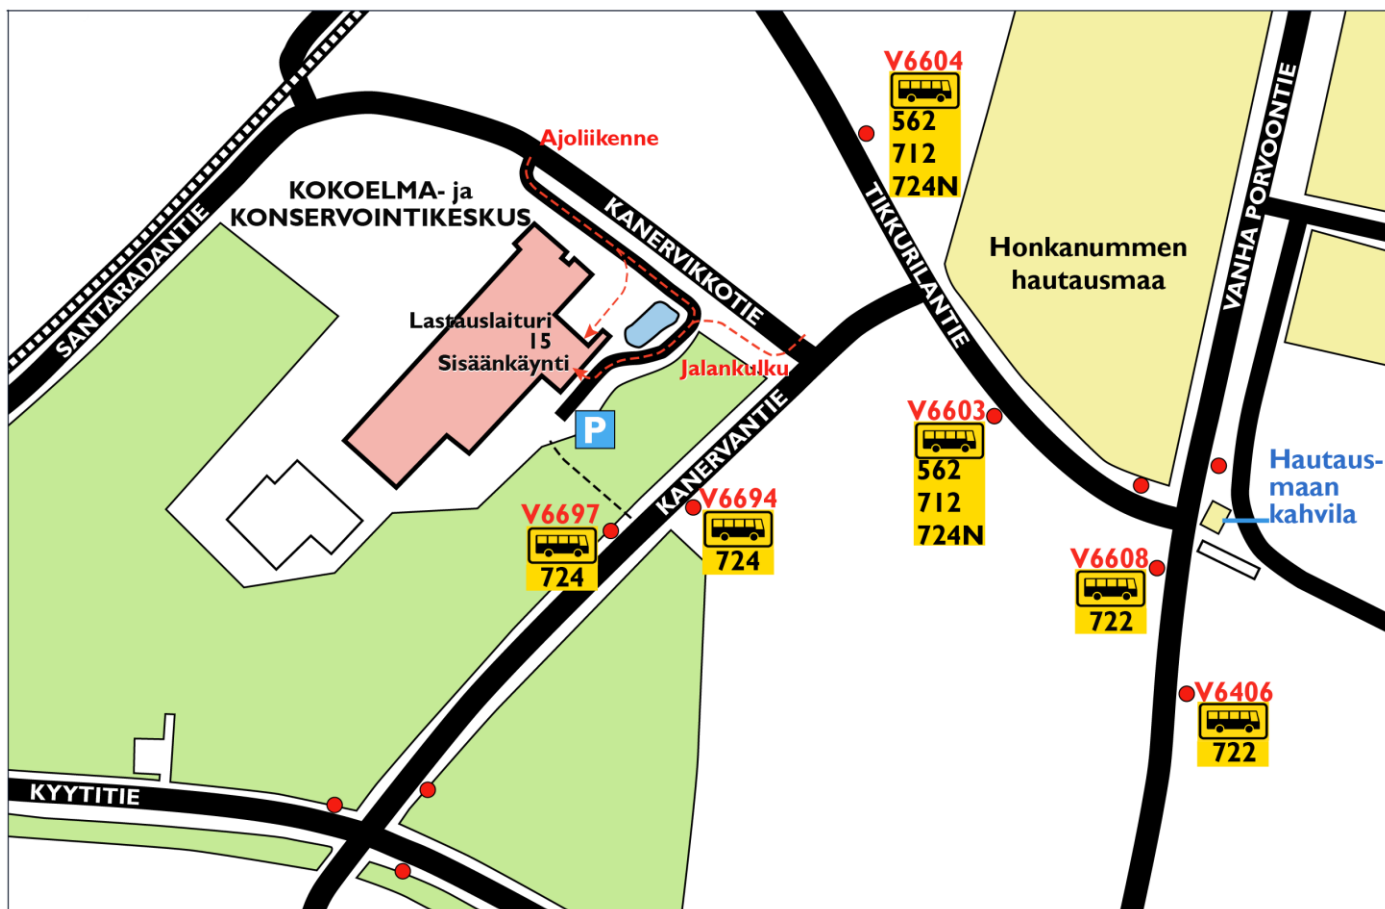 V6604
562
712
724N
Ajoliikenne
KOKOELMA- ja
KONSERVOINTIKESKUS
SANTARADANTIE
KANERVIKKOTIE
TIKKURILANTIE
VANHA PORVOONTIE
Honkanummen
hautausmaa
Lastauslaituri
15
Sisäänkäynti
Jalankulku
P
KANERVANTIE
V6603
562
712
724N
Hautaus-
maan
kahvila
V6697
724
V6694
724
V6608
722
V6406
722
KYYTITIE